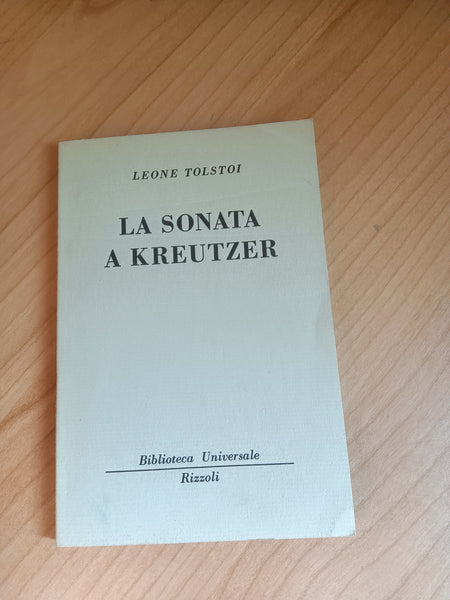 LEONE TOLSTOI
LA SONATA
A KREUTZER
Biblioteca Universale
Rizzoli